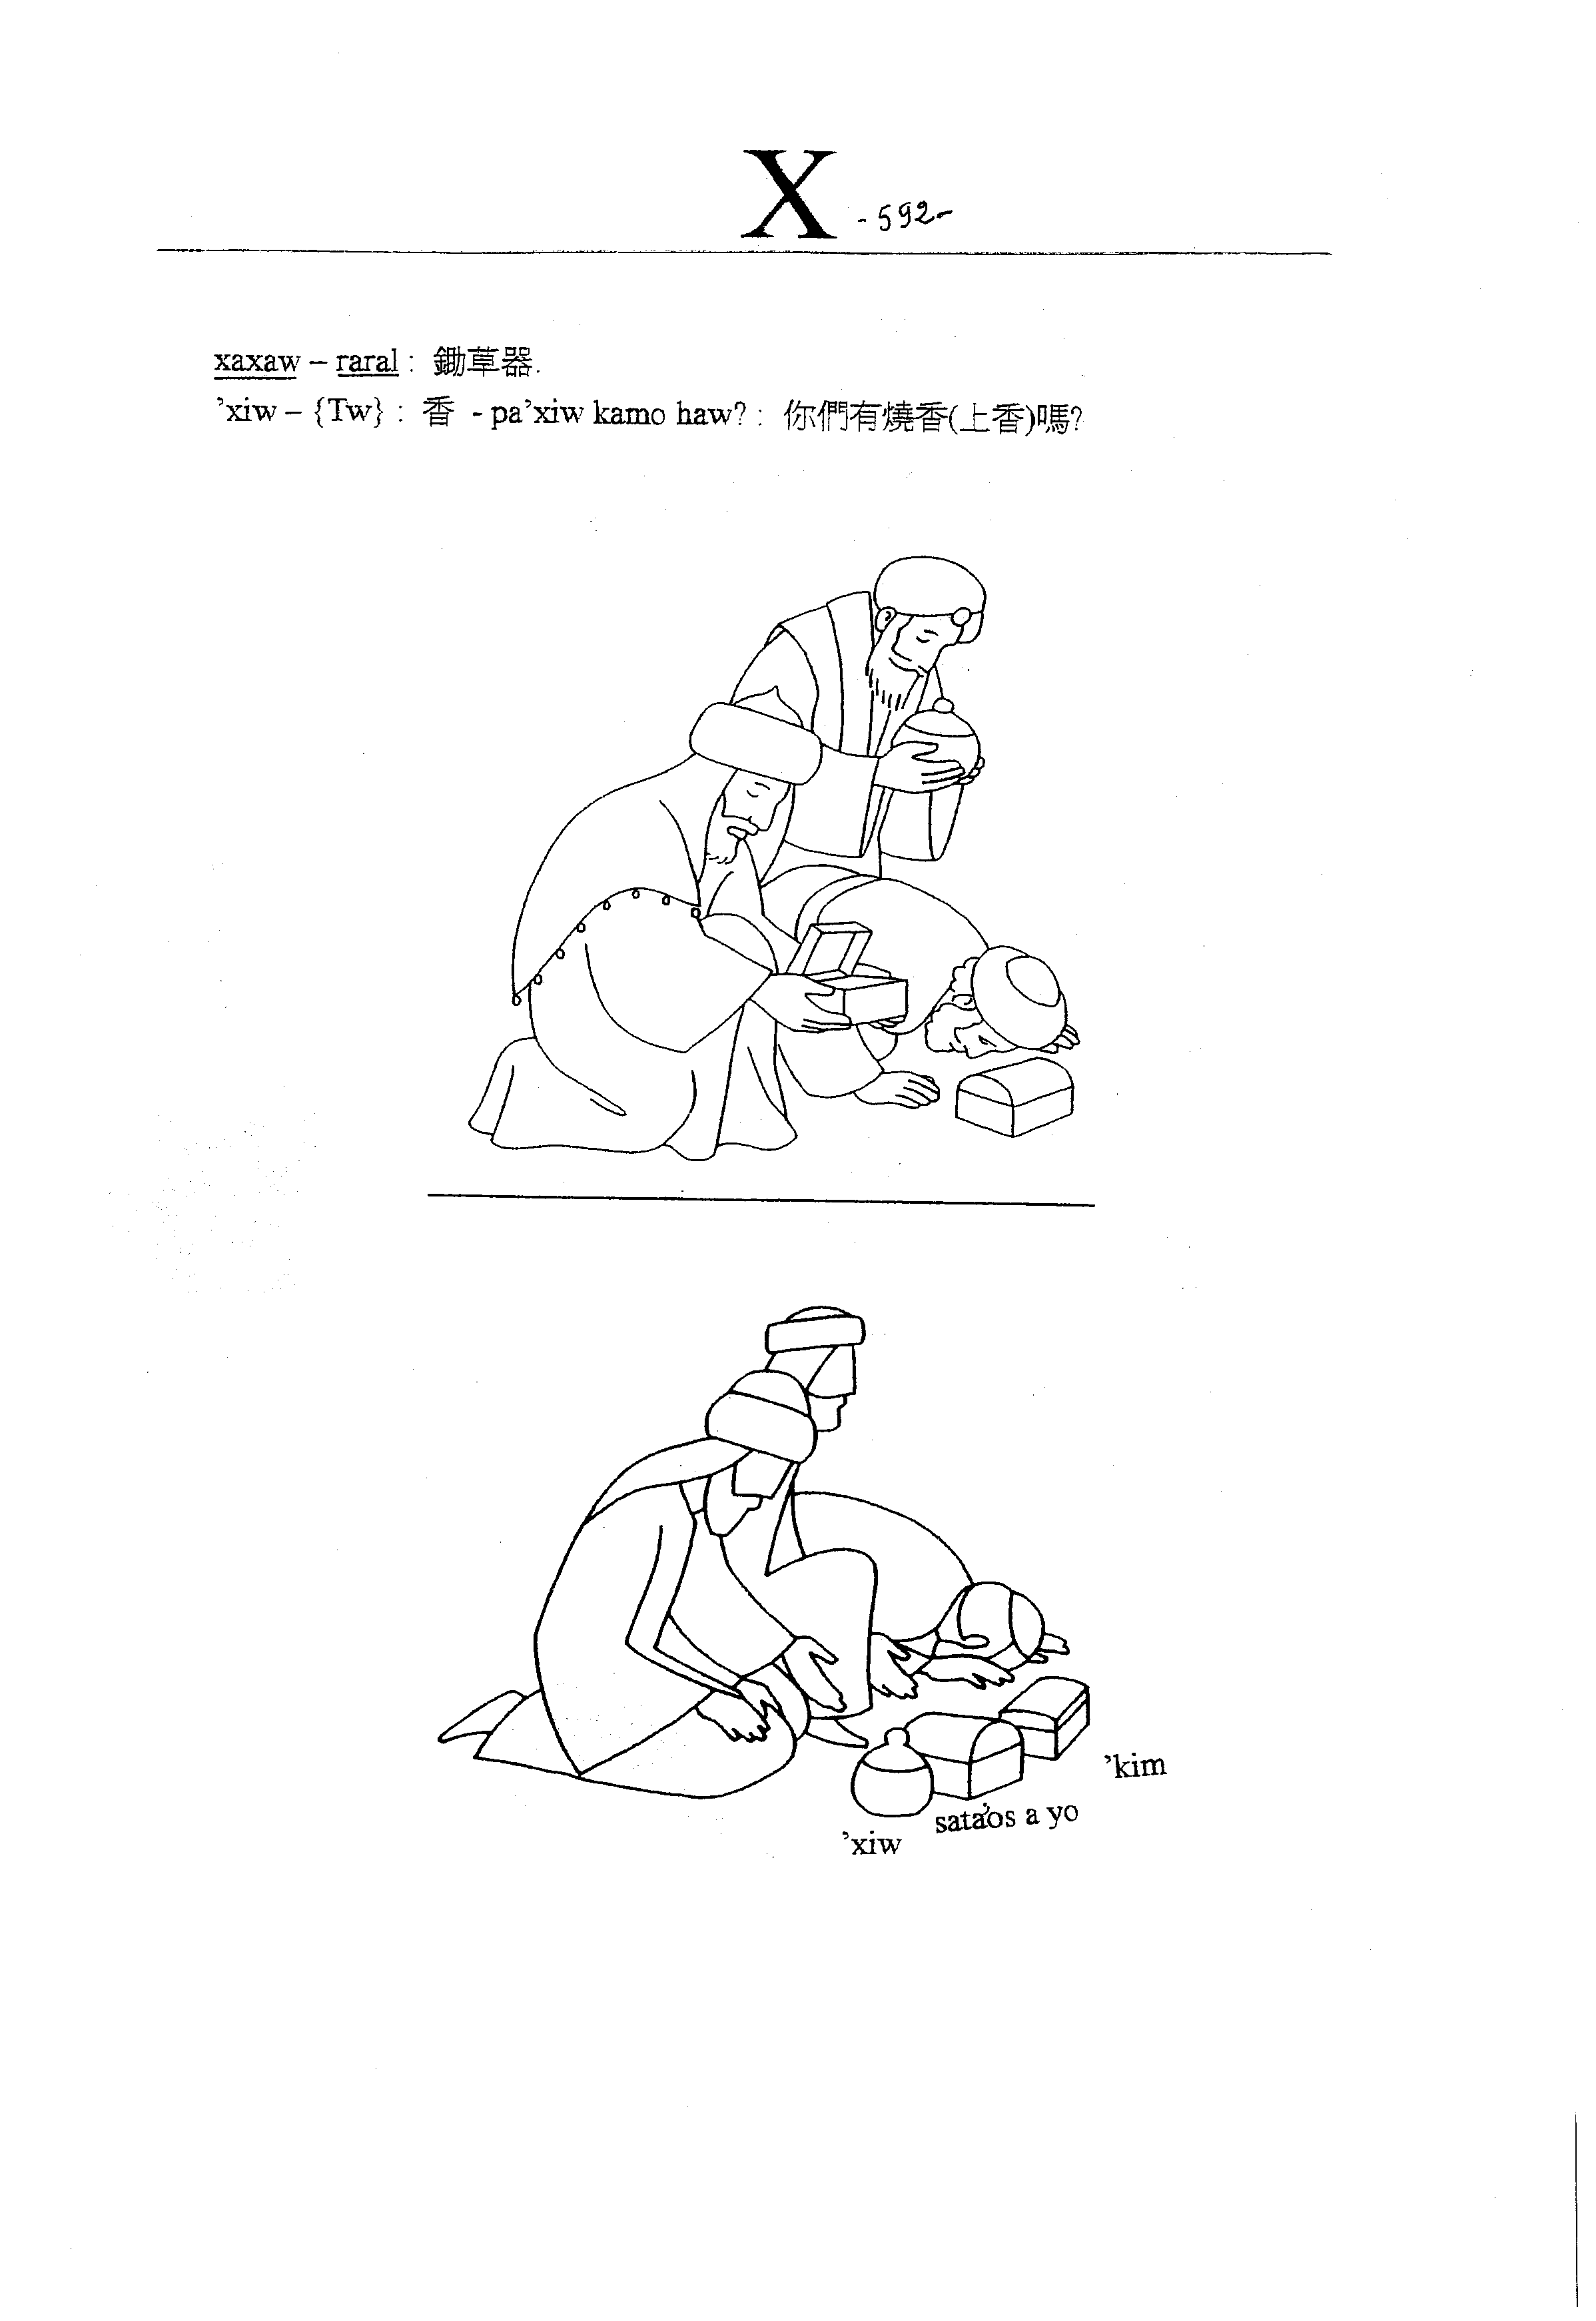 X -592-
xaxaw – raral : 鋤草器.
’xiw – {Tw} : 香 - pa’xiw kamo haw? : 你們有燒香(上香)嗎?
’kim
sata’os a yo
’xiw